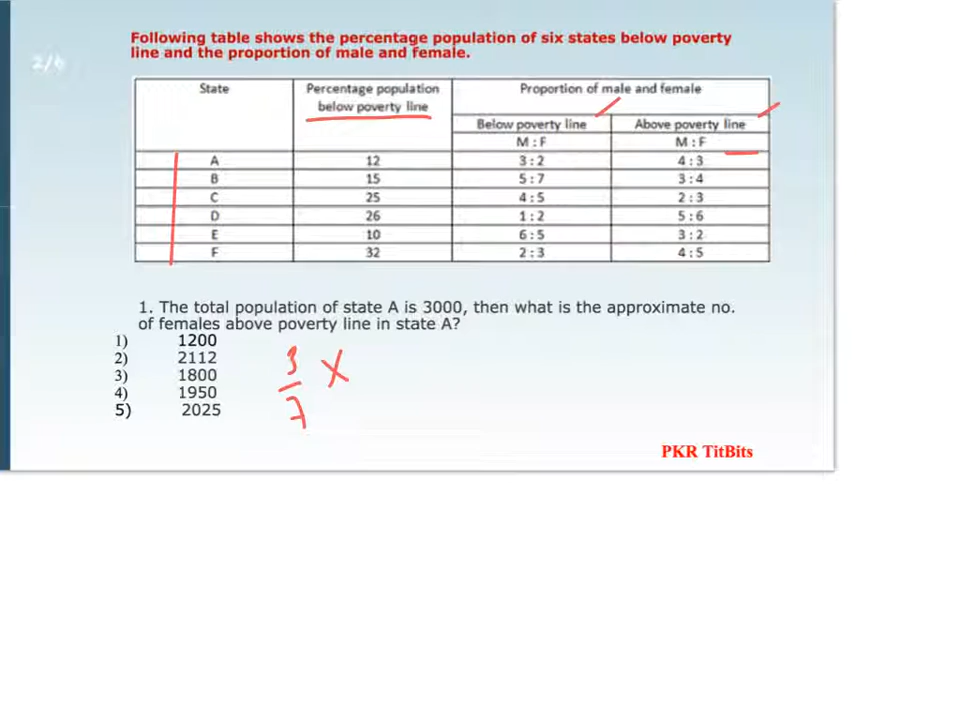 Following table shows the percentage population of six states below poverty
line and the proportion of male and female.
2/6
State Percentage population below poverty line Proportion of male and female
Below poverty line Above poverty line
M : F M : F
A 12 3 : 2 4 : 3
B 15 5 : 7 3 : 4
C 25 4 : 5 2 : 3
D 26 1 : 2 5 : 6
E 10 6 : 5 3 : 2
F 32 2 : 3 4 : 5
1. The total population of state A is 3000, then what is the approximate no.
of females above poverty line in state A?
1) 1200
2) 2112
3) 1800
4) 1950
5) 2025
3
7
X
PKR TitBits